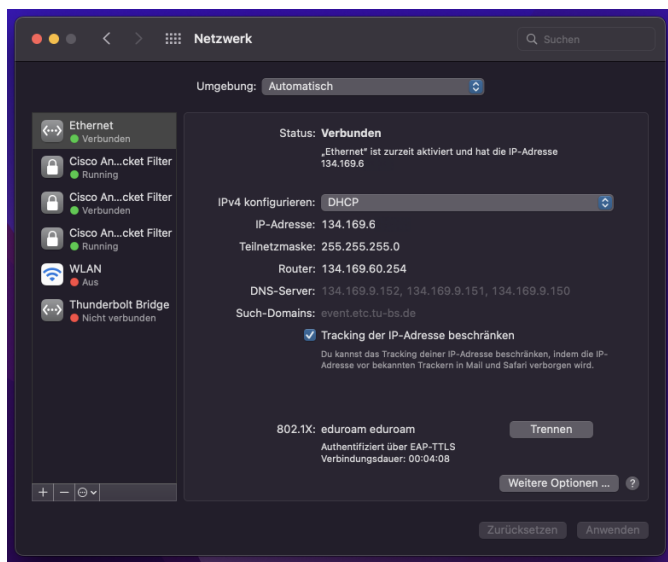 Netzwerk
Suchen
Umgebung: Automatisch
Ethernet
Verbunden
Cisco An...cket Filter
Running
Cisco An...cket Filter
Verbunden
Cisco An...cket Filter
Running
WLAN
Aus
Thunderbolt Bridge
Nicht verbunden
Status: Verbunden
„Ethernet“ ist zurzeit aktiviert und hat die IP-Adresse
134.169.6
IPv4 konfigurieren: DHCP
IP-Adresse: 134.169.6
Teilnetzmaske: 255.255.255.0
Router: 134.169.60.254
DNS-Server: 134.169.9.152, 134.169.9.151, 134.169.9.150
Such-Domains: event.etc.tu-bs.de
Tracking der IP-Adresse beschränken
Du kannst das Tracking deiner IP-Adresse beschränken, indem die IP-
Adresse vor bekannten Trackern in Mail und Safari verborgen wird.
802.1X: eduroam eduroam
Trennen
Authentifiziert über EAP-TTLS
Verbindungsdauer: 00:04:08
Weitere Optionen ... ?
Zurücksetzen Anwenden